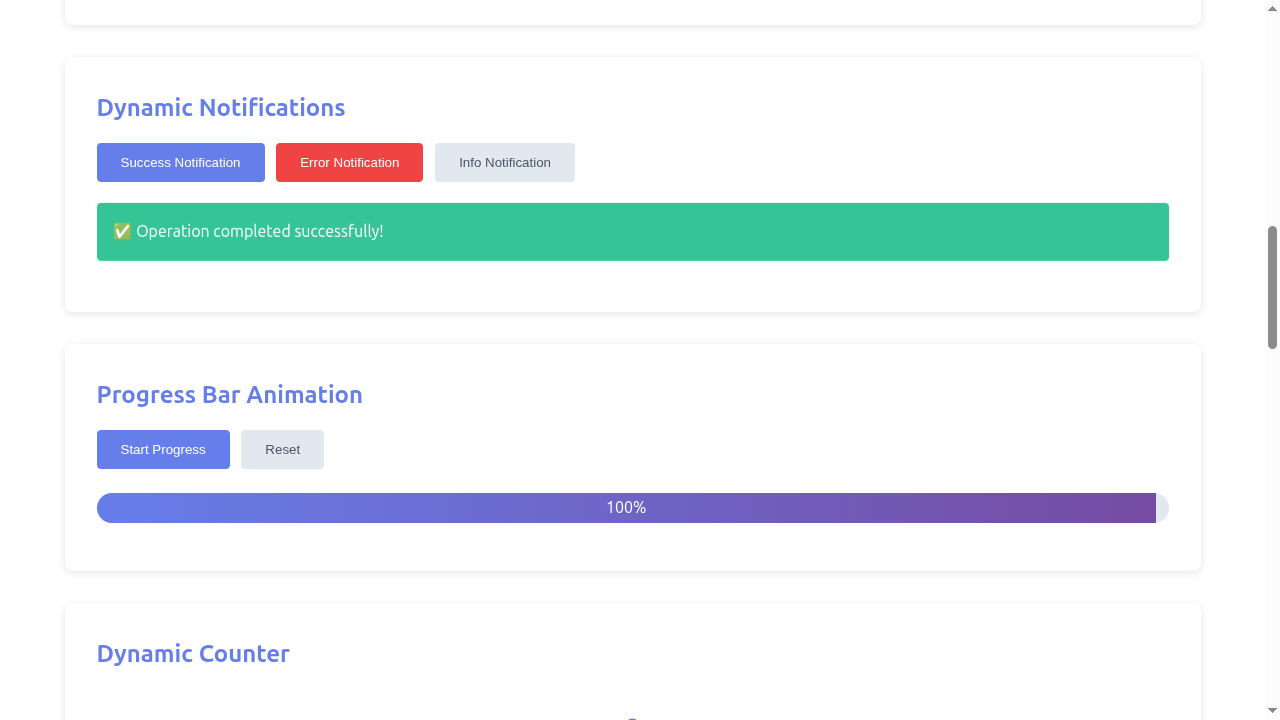 Dynamic Notifications
Success Notification Error Notification Info Notification
✅ Operation completed successfully!
Progress Bar Animation
Start Progress Reset
100%
Dynamic Counter